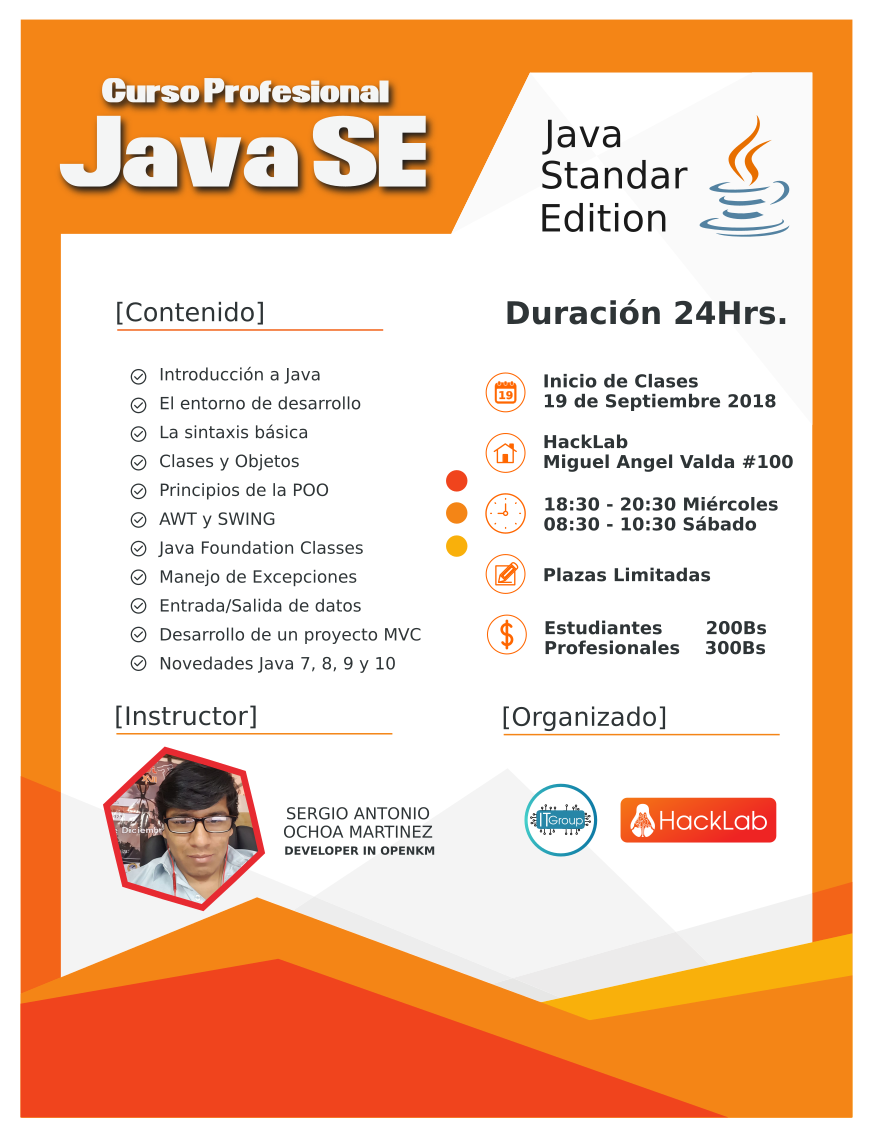 Curso Profesional
Java SE
Java
Standar
Edition
[Contenido]
Introducción a Java
El entorno de desarrollo
La sintaxis básica
Clases y Objetos
Principios de la POO
AWT y SWING
Java Foundation Classes
Manejo de Excepciones
Entrada/Salida de datos
Desarrollo de un proyecto MVC
Novedades Java 7, 8, 9 y 10
Duración 24Hrs.
19
Inicio de Clases
19 de Septiembre 2018
HackLab
Miguel Angel Valda #100
18:30 - 20:30 Miércoles
08:30 - 10:30 Sábado
Plazas Limitadas
$
Estudiantes 200Bs
Profesionales 300Bs
[Instructor]
e Diciembr
SERGIO ANTONIO
OCHOA MARTINEZ
DEVELOPER IN OPENKM
[Organizado]
ITGroup
HackLab